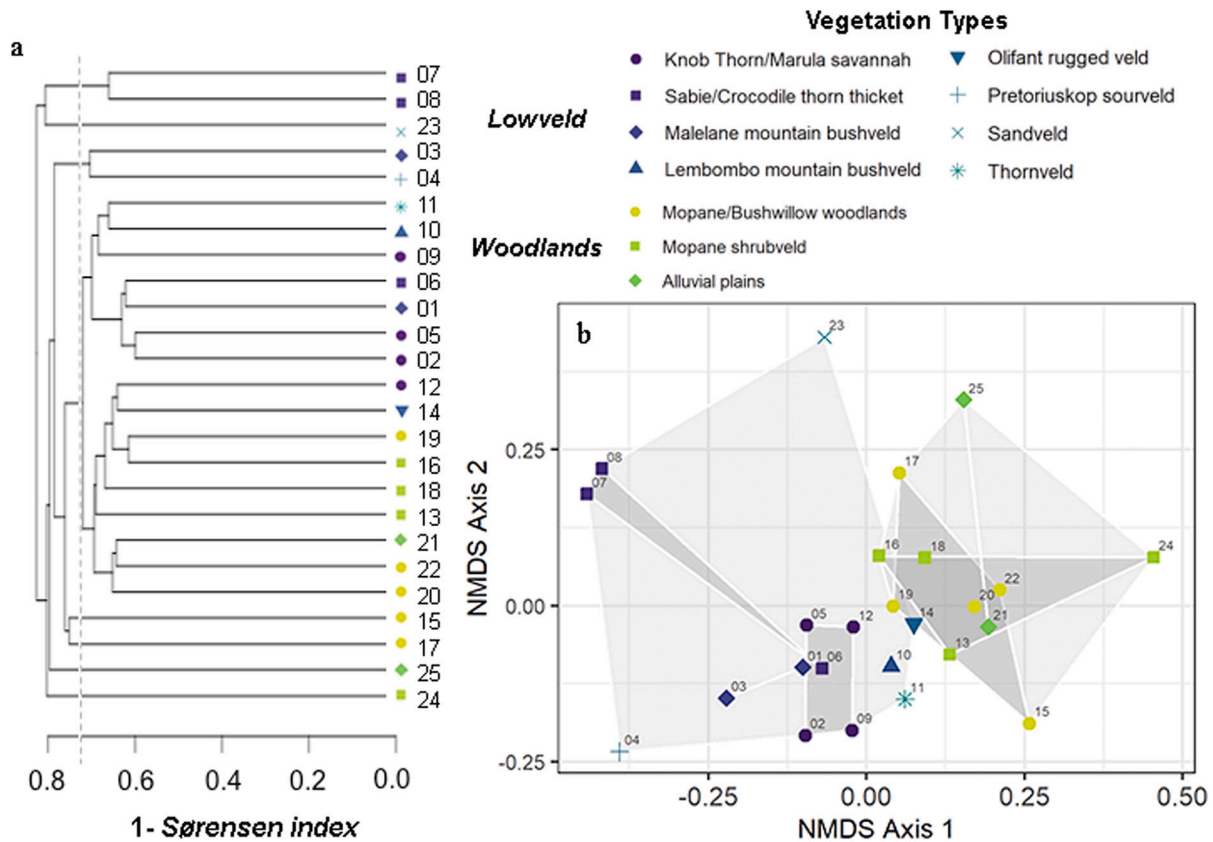 Vegetation Types
a
Lowveld
Knob Thorn/Marula savannah
Sabie/Crocodile thorn thicket
Malelane mountain bushveld
Lembombo mountain bushveld
Olifant rugged veld
Pretoriuskop sourveld
Sandveld
Thornveld
Woodlands
Mopane/Bushwillow woodlands
Mopane shrubveld
Alluvial plains
07
08
23
03
04
11
10
09
06
01
05
02
12
14
19
16
18
13
21
22
20
15
17
25
24
0.8 0.6 0.4 0.2 0.0
1- Sørensen index
b
NMDS Axis 2
0.25
0.00
-0.25
23
25
17
08
07
16
18
24
22
20
19
14
21
05
12
13
01
06
10
03
11
15
02
09
04
-0.25 0.00 0.25 0.50
NMDS Axis 1